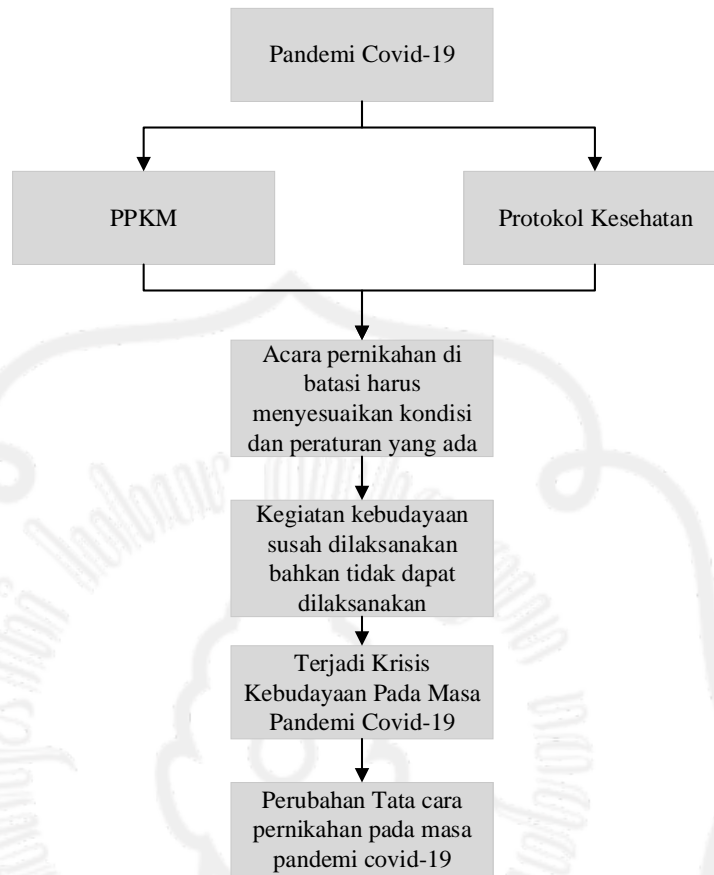 Pandemi Covid-19
PPKM
Protokol Kesehatan
Acara pernikahan di
batasi harus
menyesuaikan kondisi
dan peraturan yang ada
Kegiatan kebudayaan
susah dilaksanakan
bahkan tidak dapat
dilaksanakan
Terjadi Krisis
Kebudayaan Pada Masa
Pandemi Covid-19
Perubahan Tata cara
pernikahan pada masa
pandemi covid-19